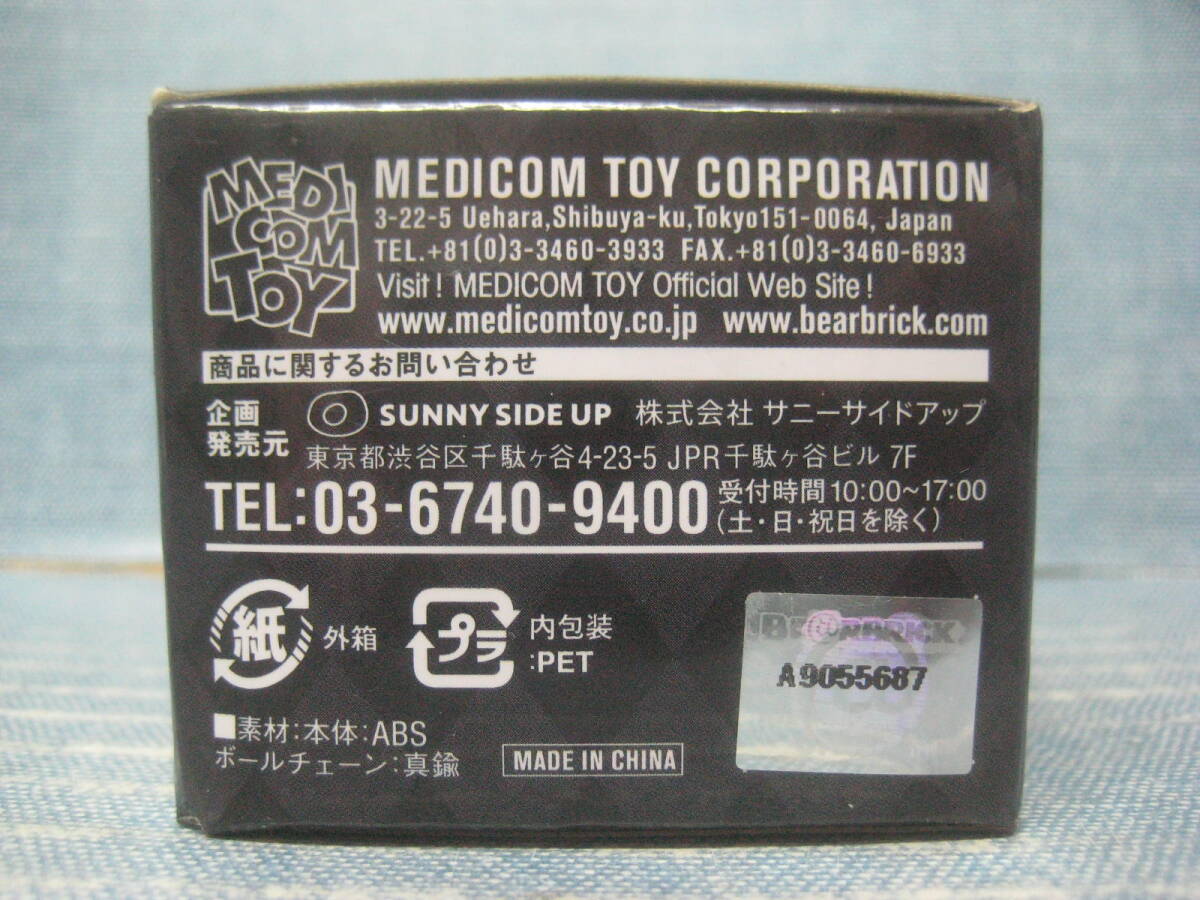 MEDI
COM
TOY
MEDICOM TOY CORPORATION
3-22-5 Uehara,Shibuya-ku,Tokyo151-0064, Japan
TEL.+81(0)3-3460-3933 FAX.+81(0)3-3460-6933
Visit! MEDICOM TOY Official Web Site!
www.medicomtoy.co.jp www.bearbrick.com
商品に関するお問い合わせ
企画
発売元
SUNNY SIDE UP 株式会社 サニーサイドアップ
東京都渋谷区千駄ヶ谷4-23-5 JPR千駄ヶ谷ビル 7F
TEL:03-6740-9400
受付時間10:00~17:00
(土・日・祝日を除く)
紙 外箱
プラ 内包装
:PET
BE@RBRICK
A9055687
■素材:本体:ABS
ボールチェーン:真鍮
MADE IN CHINA